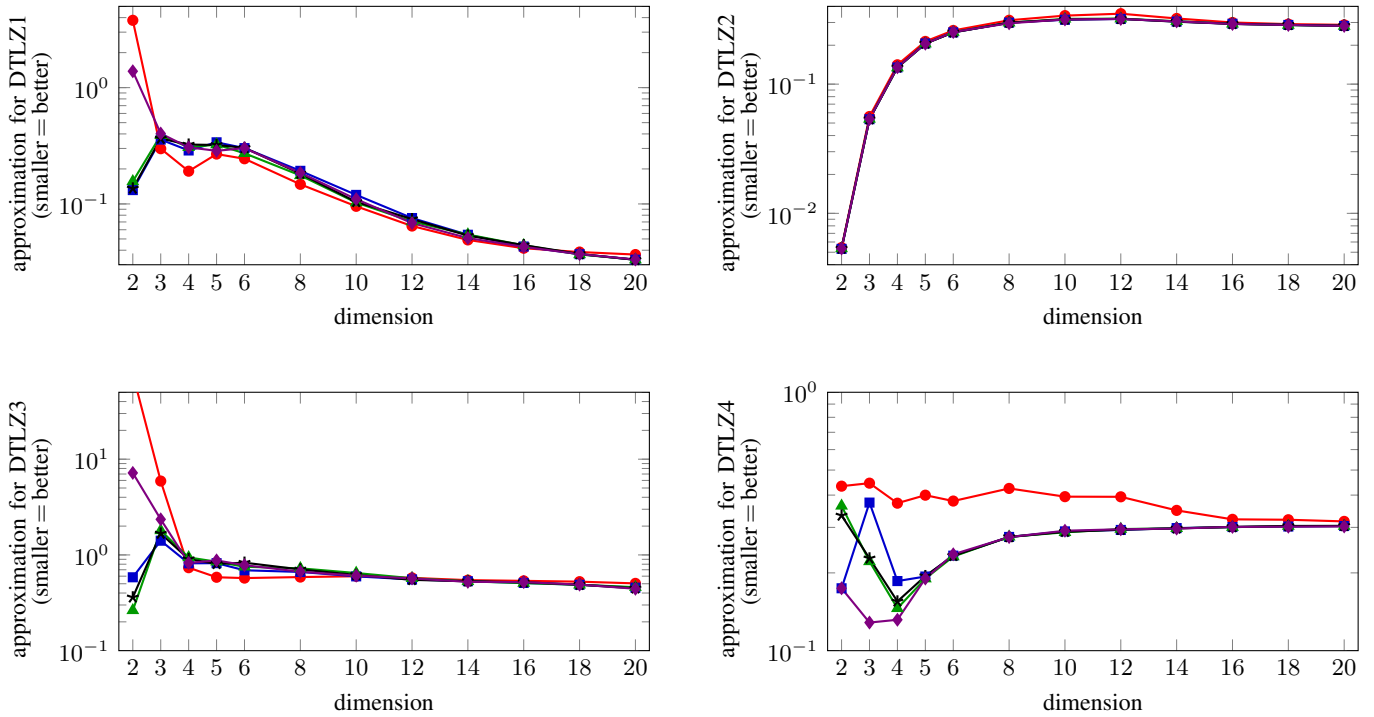 approximation for DTLZ1
(smaller = better)
10^0
10^{-1}
2 3 4 5 6 8 10 12 14 16 18 20
dimension
approximation for DTLZ2
(smaller = better)
10^{-1}
10^{-2}
2 3 4 5 6 8 10 12 14 16 18 20
dimension
approximation for DTLZ3
(smaller = better)
10^1
10^0
10^{-1}
2 3 4 5 6 8 10 12 14 16 18 20
dimension
approximation for DTLZ4
(smaller = better)
10^0
10^{-1}
2 3 4 5 6 8 10 12 14 16 18 20
dimension